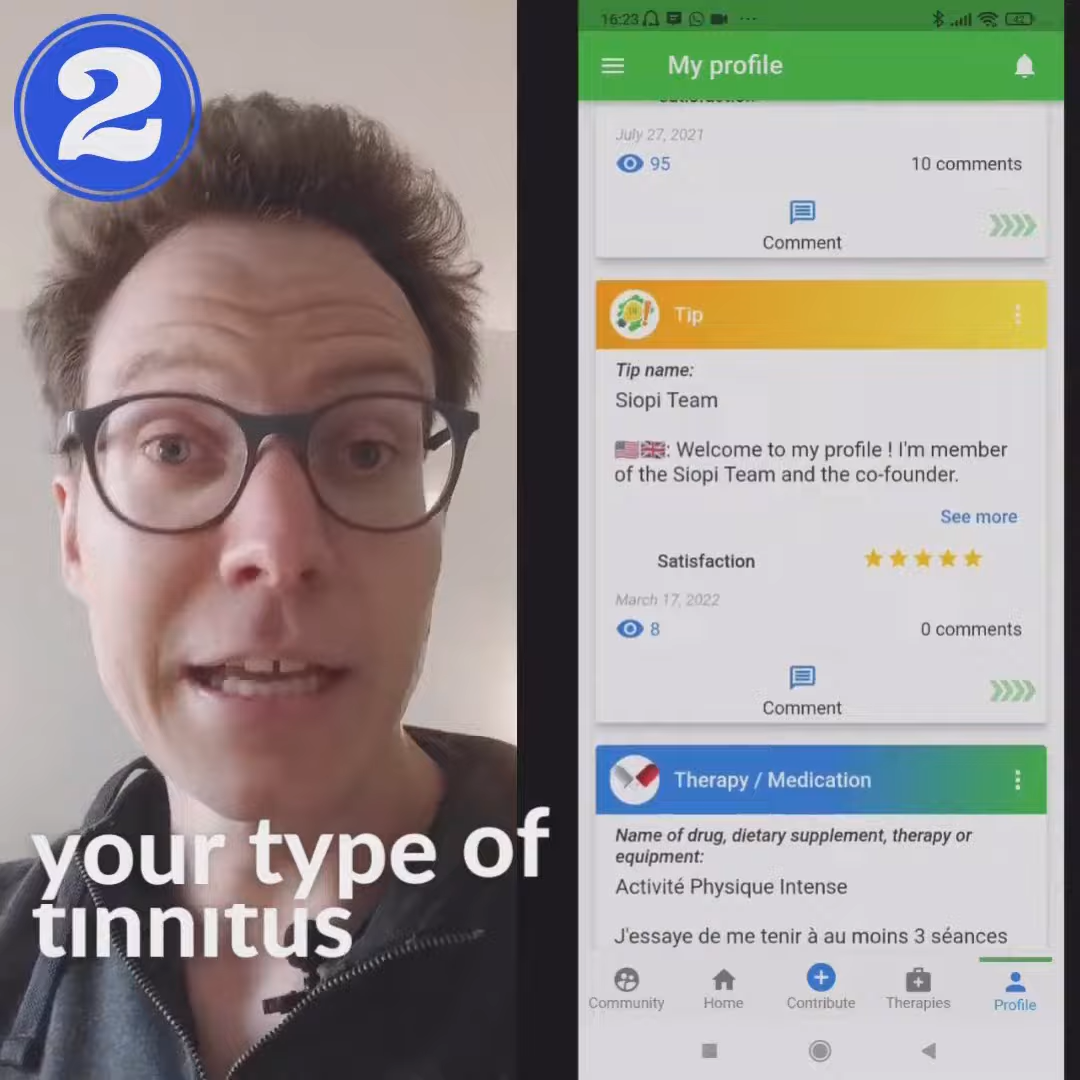 2
your type of
tinnitus
16:23
42
My profile
Satisfaction
July 27, 2021
95
10 comments
Comment
Tip
Tip name:
Siopi Team
: Welcome to my profile ! I'm member
of the Siopi Team and the co-founder.
See more
Satisfaction
March 17, 2022
8
0 comments
Comment
Therapy / Medication
Name of drug, dietary supplement, therapy or
equipment:
Activité Physique Intense
J'essaye de me tenir à au moins 3 séances
Community
Home
Contribute
Therapies
Profile